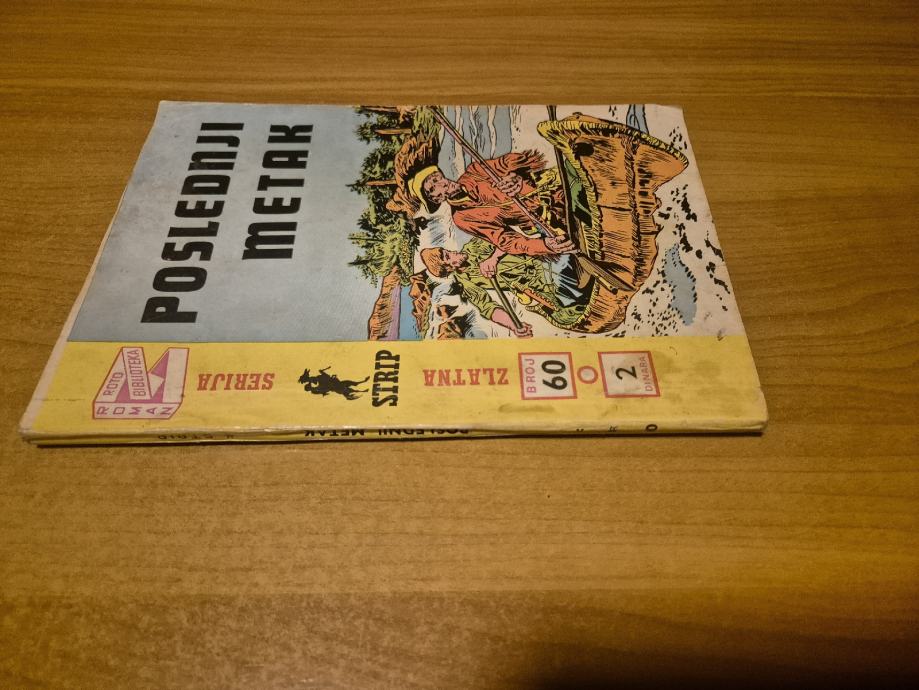 POSLEDNJI
METAK
ROTO
BIBLIOTEKA
ROMAN
SERIJA
STRIP
ZLATNA
BROJ
60
2
DINARA
POSLEDNJI METAK